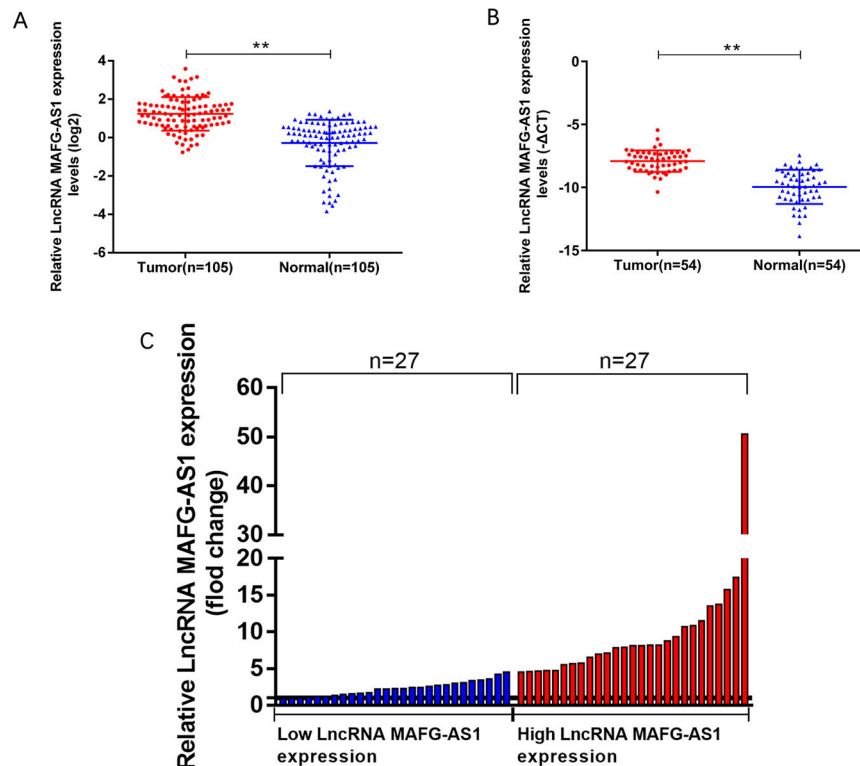 A
Relative LncRNA MAFG-AS1 expression
levels (log2)
4
2
0
-2
-4
-6
**
Tumor(n=105)
Normal(n=105)
B
Relative LncRNA MAFG-AS1 expression
levels (-ΔCT)
0
-5
-10
-15
**
Tumor(n=54)
Normal(n=54)
C
Relative LncRNA MAFG-AS1 expression
(flod change)
n=27
n=27
60
50
40
30
20
15
10
5
0
Low LncRNA MAFG-AS1
expression
High LncRNA MAFG-AS1
expression